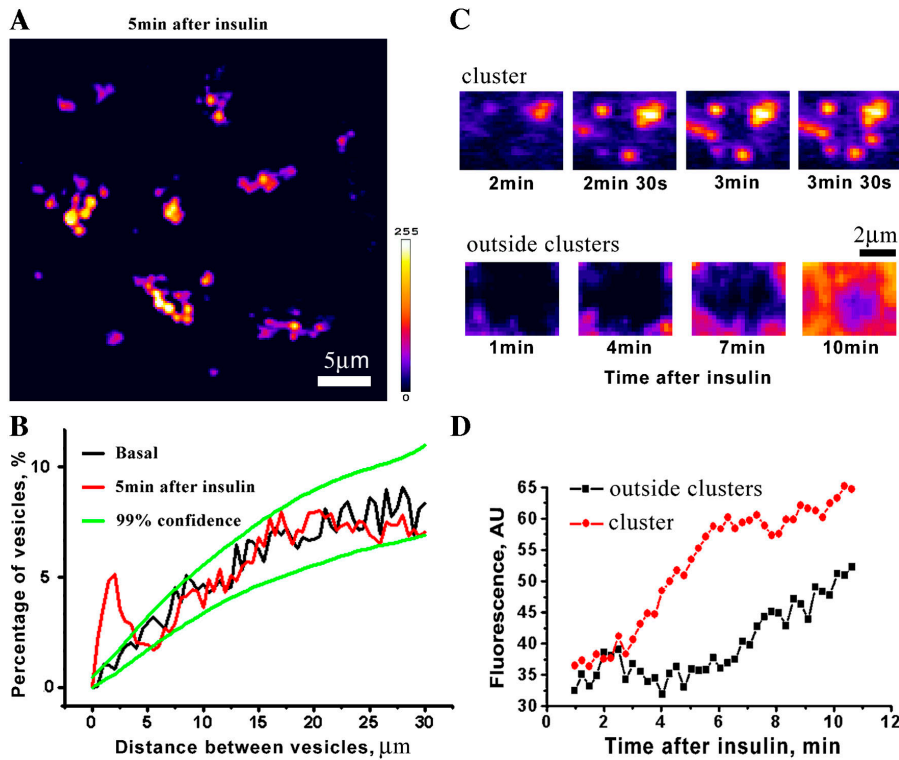 A
5min after insulin
255
0
5μm
C
cluster
2min
2min 30s
3min
3min 30s
outside clusters
2μm
1min
4min
7min
10min
Time after insulin
B
Percentage of vesicles, %
10
5
0
Basal
5min after insulin
99% confidence
0
5
10
15
20
25
30
Distance between vesicles, μm
D
Fluorescence, AU
65
60
55
50
45
40
35
30
outside clusters
cluster
0
2
4
6
8
10
12
Time after insulin, min